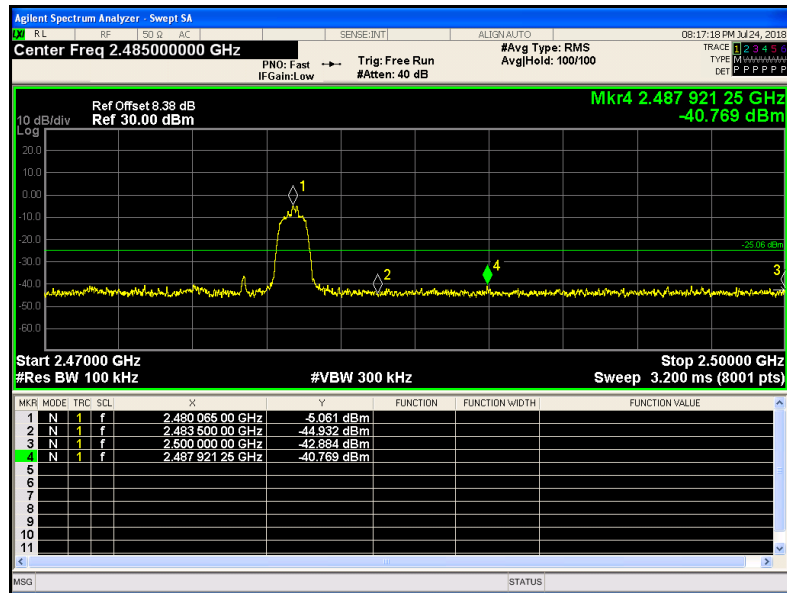 Agilent Spectrum Analyzer - Swept SA
LXI RL RF 50 Ω AC SENSE:INT ALIGN AUTO 08:17:18 PM Jul 24, 2018
Center Freq 2.485000000 GHz #Avg Type: RMS TRACE 1 2 3 4 5 6
PNO: Fast Trig: Free Run Avg|Hold: 100/100 TYPE MWWWWW
IFGain:Low #Atten: 40 dB DET P P P P P P
Mkr4 2.487 921 25 GHz
Ref Offset 8.38 dB
10 dB/div Ref 30.00 dBm -40.769 dBm
Log
20.0
10.0
1
0.00
-10.0
-20.0
-25.06 dBm
-30.0
4
2
3
-40.0
-50.0
-60.0
Start 2.47000 GHz Stop 2.50000 GHz
#Res BW 100 kHz #VBW 300 kHz Sweep 3.200 ms (8001 pts)
MKR MODE TRC SCL X Y FUNCTION FUNCTION WIDTH FUNCTION VALUE
1 N 1 f 2.480 065 00 GHz -5.061 dBm
2 N 1 f 2.483 500 00 GHz -44.932 dBm
3 N 1 f 2.500 000 00 GHz -42.884 dBm
4 N 1 f 2.487 921 25 GHz -40.769 dBm
5
6
7
8
9
10
11
MSG STATUS